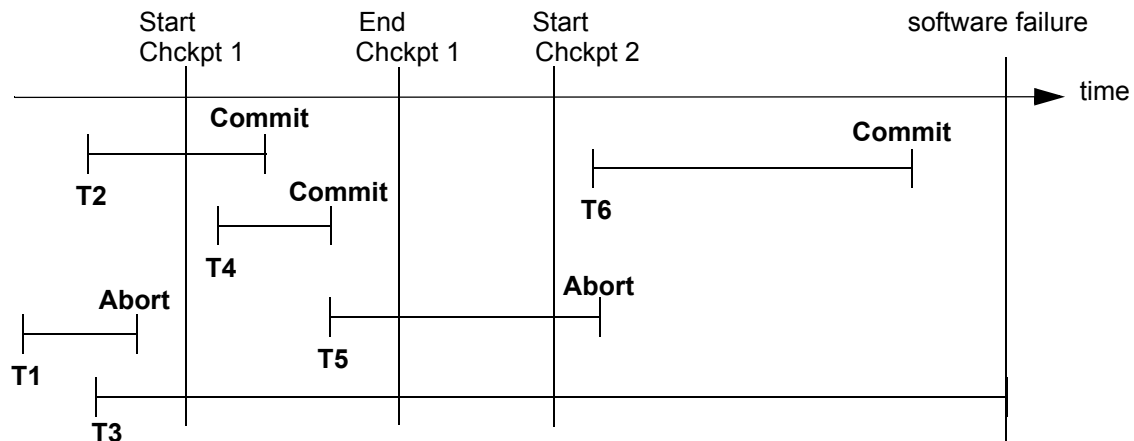 Start
Chckpt 1
End
Chckpt 1
Start
Chckpt 2
software failure
time
Commit
T2
Commit
T6
Commit
T4
Abort
T5
Abort
T1
T3